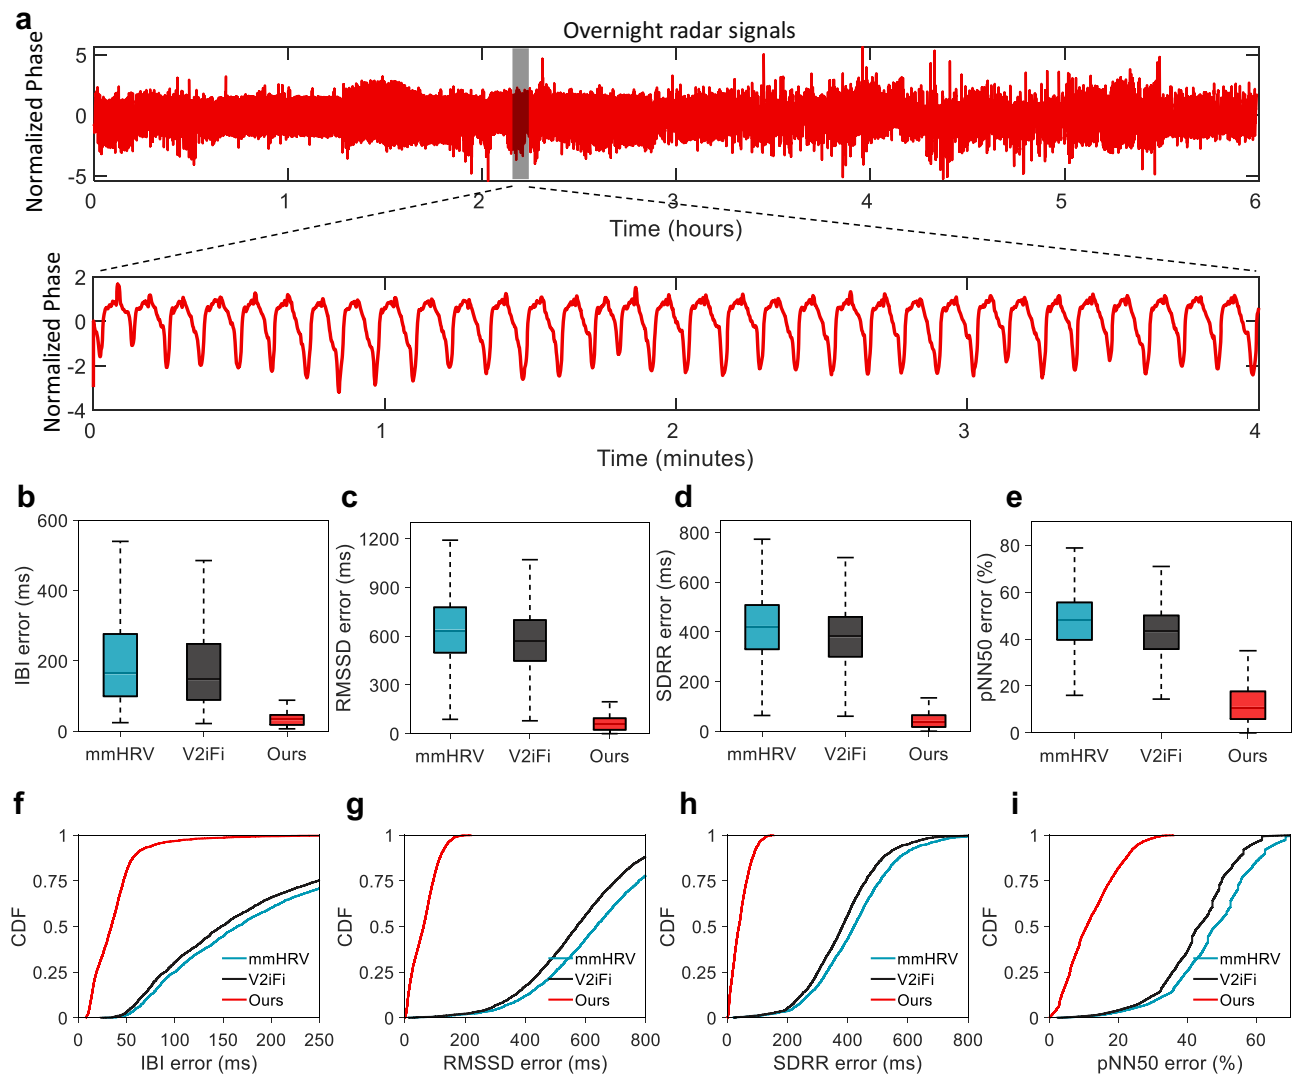 a
Overnight radar signals
Normalized Phase
5
0
-5
0 1 2 3 4 5 6
Time (hours)
Normalized Phase
2
0
-2
-4
0 1 2 3 4
Time (minutes)
b
IBI error (ms)
600
400
200
0
mmHRV V2iFi Ours
c
RMSSD error (ms)
1200
900
600
300
0
mmHRV V2iFi Ours
d
SDRR error (ms)
800
600
400
200
0
mmHRV V2iFi Ours
e
pNN50 error (%)
80
60
40
20
0
mmHRV V2iFi Ours
f
CDF
1
0.75
0.5
0.25
0
mmHRV
V2iFi
Ours
0 50 100 150 200 250
IBI error (ms)
g
CDF
1
0.75
0.5
0.25
0
mmHRV
V2iFi
Ours
0 200 400 600 800
RMSSD error (ms)
h
CDF
1
0.75
0.5
0.25
0
mmHRV
V2iFi
Ours
0 200 400 600 800
SDRR error (ms)
i
CDF
1
0.75
0.5
0.25
0
mmHRV
V2iFi
Ours
0 20 40 60
pNN50 error (%)